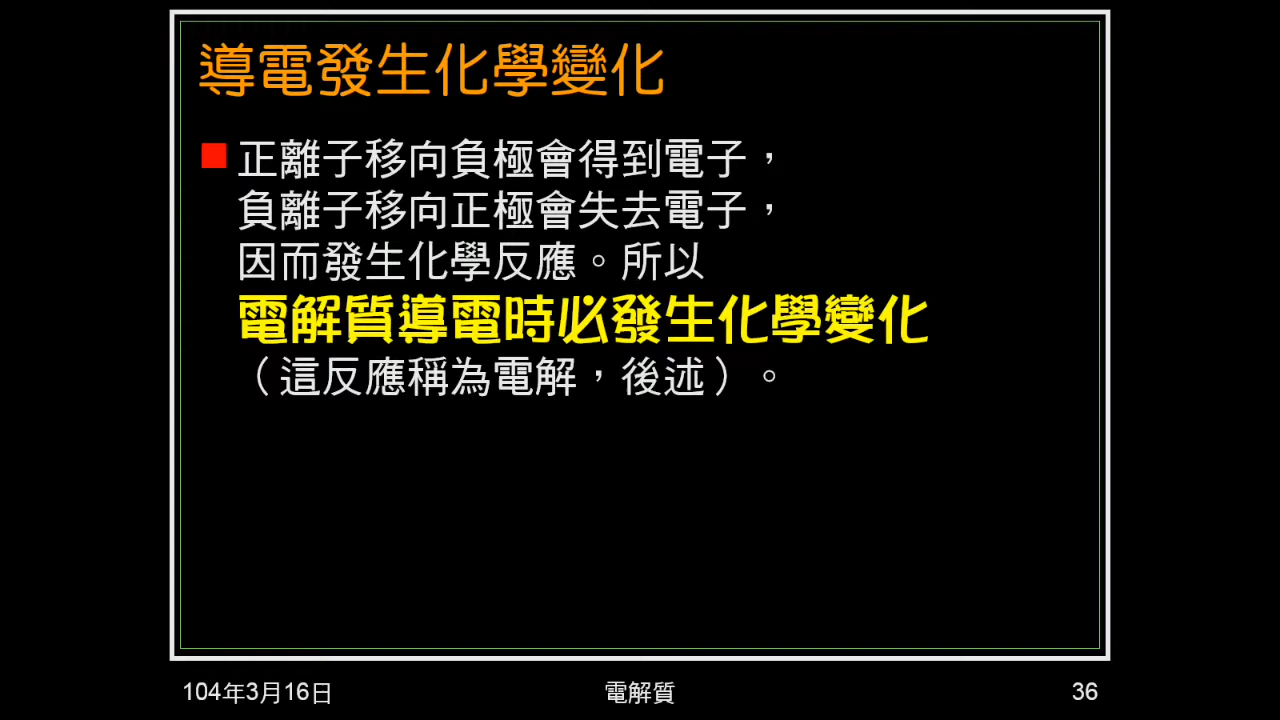 導電發生化學變化
正離子移向負極會得到電子，
負離子移向正極會失去電子，
因而發生化學反應。所以
電解質導電時必發生化學變化
（這反應稱為電解，後述）。
104年3月16日
電解質
36